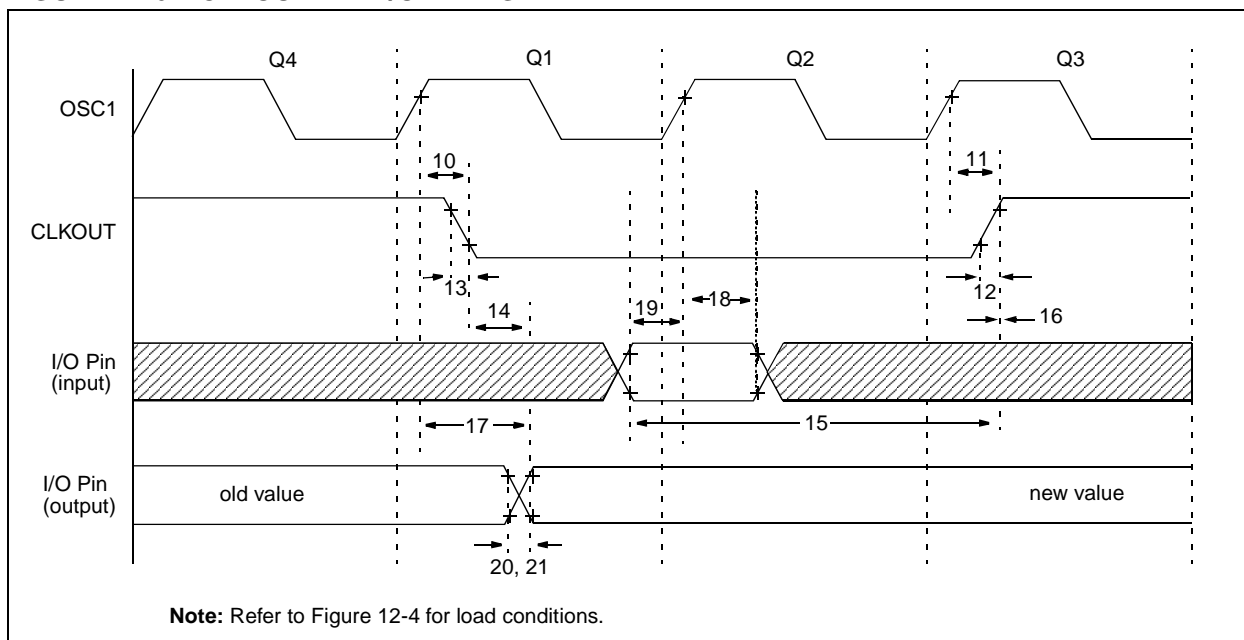 Q4 Q1 Q2 Q3
OSC1
10 11
CLKOUT
13 12
14 19 18 16
I/O Pin
(input)
17 15
I/O Pin
(output)
old value new value
20, 21
Note: Refer to Figure 12-4 for load conditions.